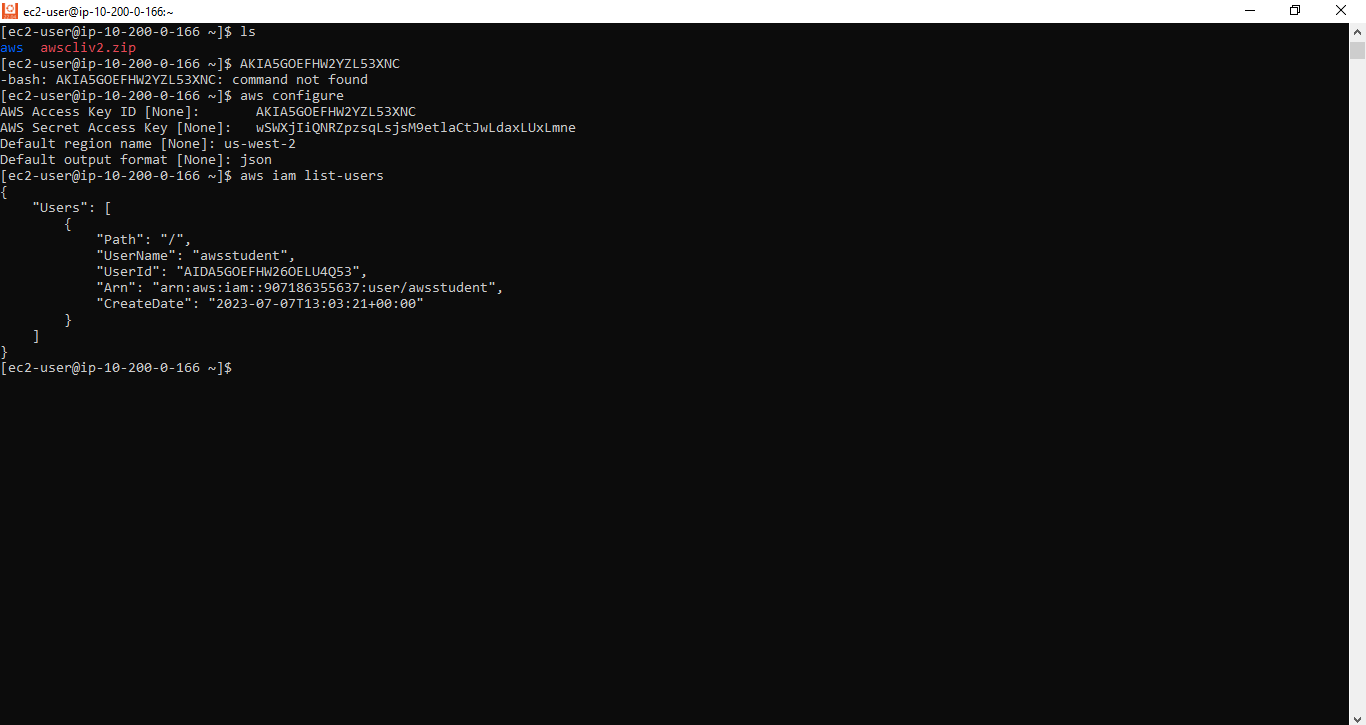 ec2-user@ip-10-200-0-166:~
[ec2-user@ip-10-200-0-166 ~]$ ls
aws  awscliv2.zip
[ec2-user@ip-10-200-0-166 ~]$ AKIA5GOEFHW2YZL53XNC
-bash: AKIA5GOEFHW2YZL53XNC: command not found
[ec2-user@ip-10-200-0-166 ~]$ aws configure
AWS Access Key ID [None]:       AKIA5GOEFHW2YZL53XNC
AWS Secret Access Key [None]:   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
Default region name [None]: us-west-2
Default output format [None]: json
[ec2-user@ip-10-200-0-166 ~]$ aws iam list-users
{
    "Users": [
        {
            "Path": "/",
            "UserName": "awsstudent",
            "UserId": "AIDA5GOEFHW26OELU4Q53",
            "Arn": "arn:aws:iam::907186355637:user/awsstudent",
            "CreateDate": "2023-07-07T13:03:21+00:00"
        }
    ]
}
[ec2-user@ip-10-200-0-166 ~]$